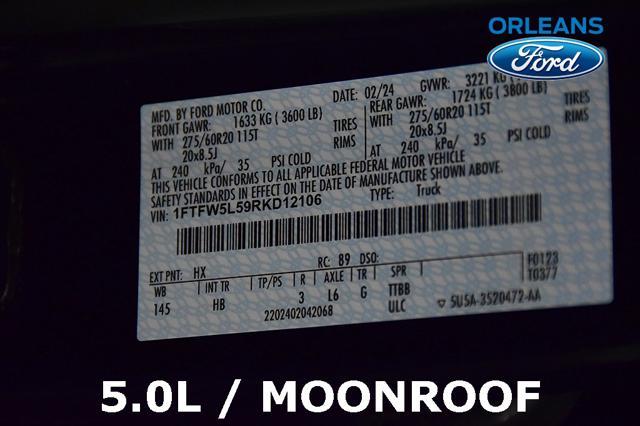 ORLEANS
Ford
MFD. BY FORD MOTOR CO.
DATE: 02/24 GVWR: 3221 KG
FRONT GAWR: 1633 KG ( 3600 LB)
REAR GAWR: 1724 KG ( 3800 LB)
WITH 275/60R20 115T TIRES
WITH 275/60R20 115T TIRES
20x8.5J RIMS
20x8.5J RIMS
AT 240 kPa/ 35 PSI COLD
AT 240 kPa/ 35 PSI COLD
THIS VEHICLE CONFORMS TO ALL APPLICABLE FEDERAL MOTOR VEHICLE
SAFETY STANDARDS IN EFFECT ON THE DATE OF MANUFACTURE SHOWN ABOVE.
VIN: 1FTFW5L59RKD12106 TYPE: Truck
EXT PNT: HX RC: 89 DSO: F0123
T0377
WB INT TR TP/PS R AXLE TR SPR
145 HB 3 L6 G TTBB
2202402042068 ULC 5U5A-3520472-AA
5.0L / MOONROOF